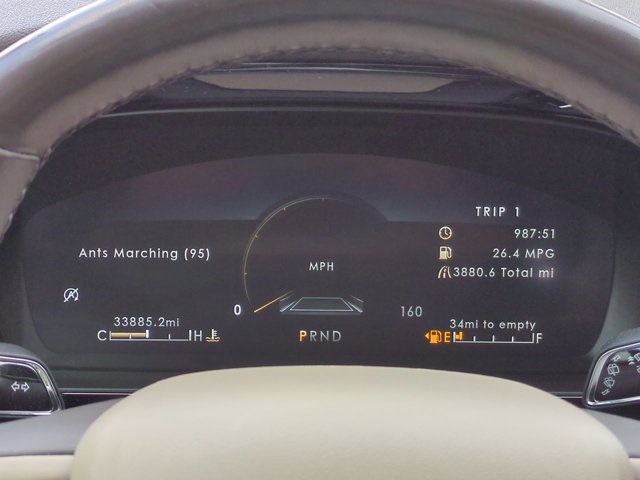 TRIP 1
987:51
Ants Marching (95)
26.4 MPG
MPH
3880.6 Total mi
0
160
33885.2mi
34mi to empty
C H
PRND
E F